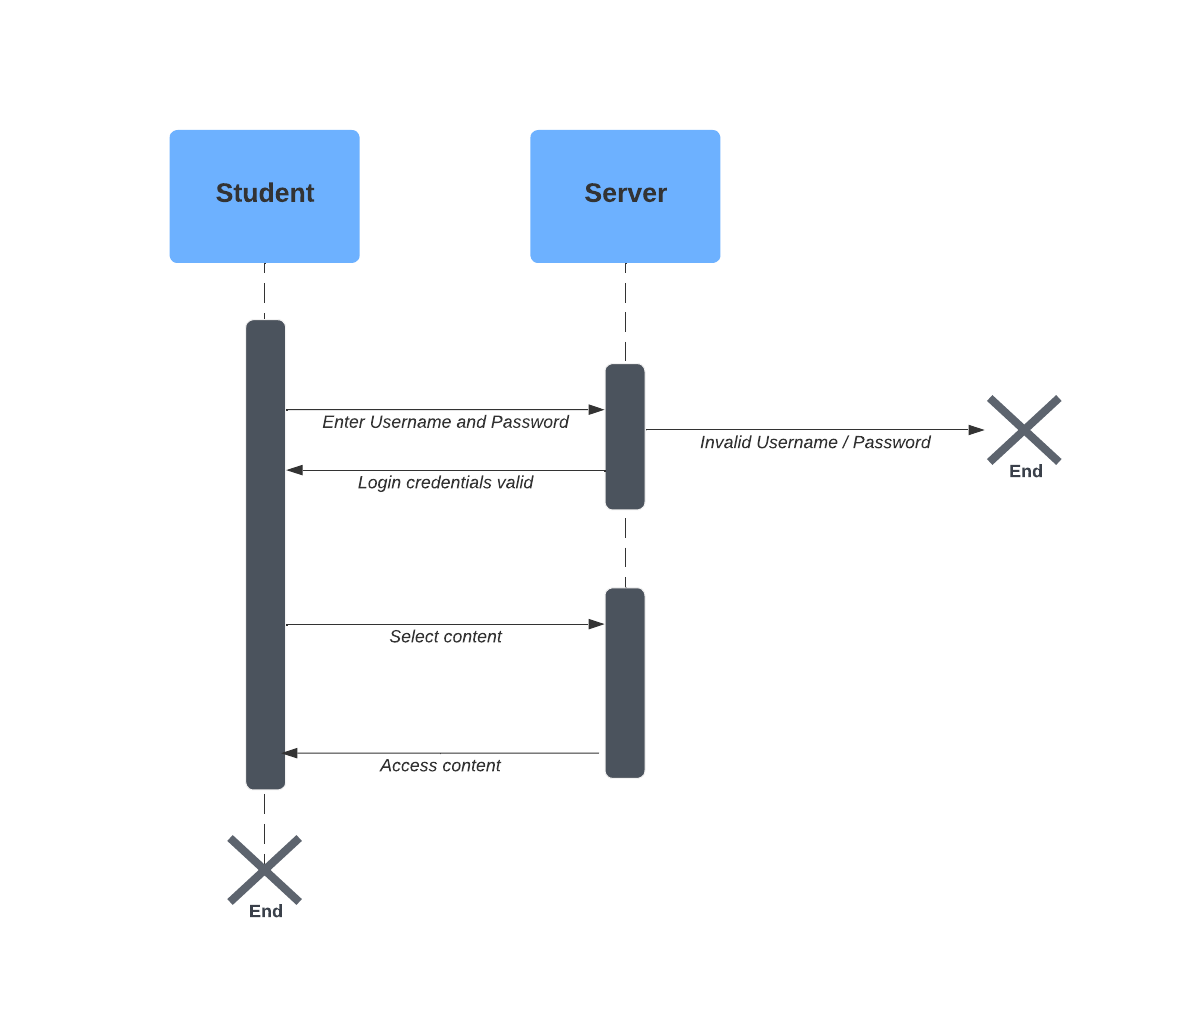 Student
Server
Enter Username and Password
Invalid Username / Password
End
Login credentials valid
Select content
Access content
End